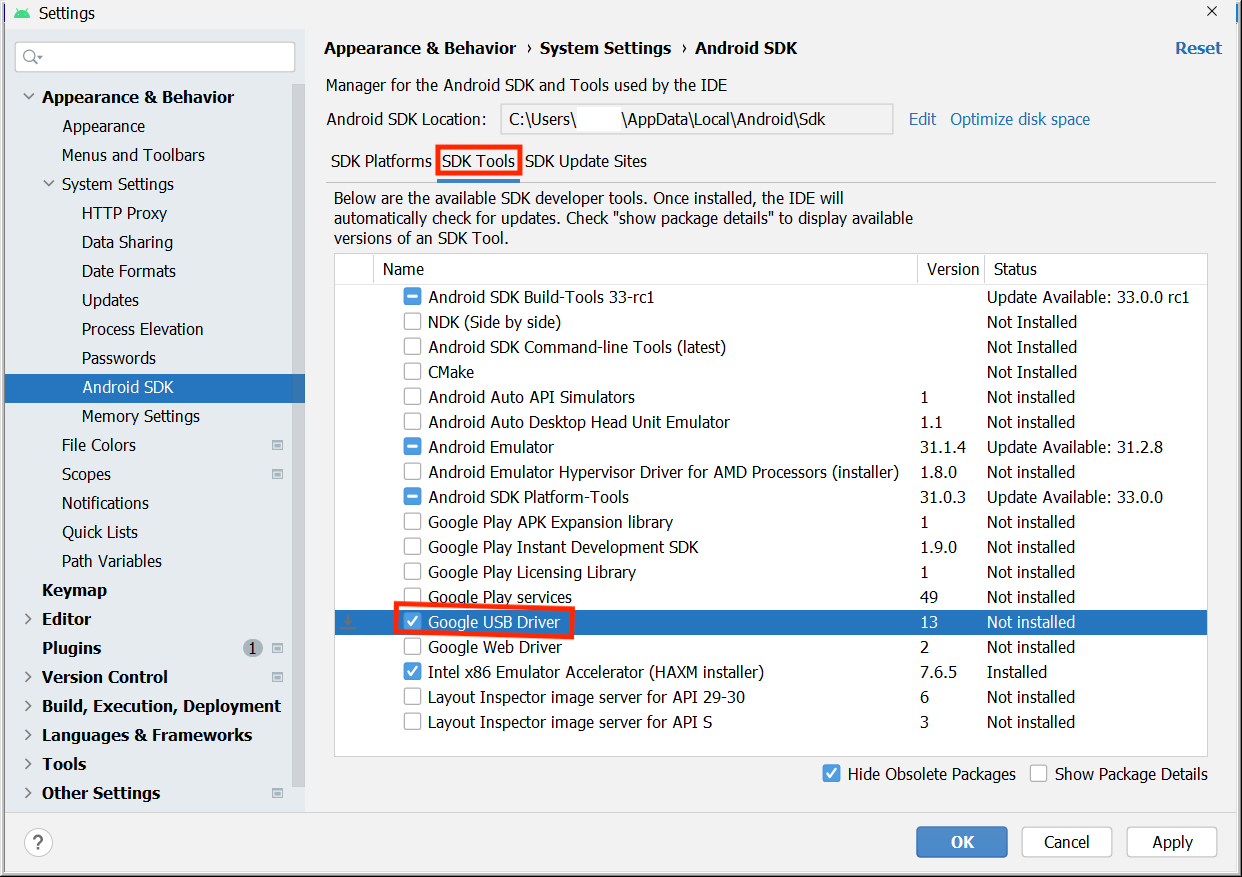 Settings
Appearance & Behavior › System Settings › Android SDK
Reset
Manager for the Android SDK and Tools used by the IDE
Android SDK Location: C:\Users\ \AppData\Local\Android\Sdk Edit Optimize disk space
SDK Platforms SDK Tools SDK Update Sites
Below are the available SDK developer tools. Once installed, the IDE will
automatically check for updates. Check "show package details" to display available
versions of an SDK Tool.
Appearance & Behavior
Appearance
Menus and Toolbars
System Settings
HTTP Proxy
Data Sharing
Date Formats
Updates
Process Elevation
Passwords
Android SDK
Memory Settings
File Colors
Scopes
Notifications
Quick Lists
Path Variables
Keymap
Editor
Plugins 1
Version Control
Build, Execution, Deployment
Languages & Frameworks
Tools
Other Settings
Name Version Status
Android SDK Build-Tools 33-rc1 Update Available: 33.0.0 rc1
NDK (Side by side) Not Installed
Android SDK Command-line Tools (latest) Not Installed
CMake Not Installed
Android Auto API Simulators 1 Not installed
Android Auto Desktop Head Unit Emulator 1.1 Not installed
Android Emulator 31.1.4 Update Available: 31.2.8
Android Emulator Hypervisor Driver for AMD Processors (installer) 1.8.0 Not installed
Android SDK Platform-Tools 31.0.3 Update Available: 33.0.0
Google Play APK Expansion library 1 Not installed
Google Play Instant Development SDK 1.9.0 Not installed
Google Play Licensing Library 1 Not installed
Google Play services 49 Not installed
Google USB Driver 13 Not installed
Google Web Driver 2 Not installed
Intel x86 Emulator Accelerator (HAXM installer) 7.6.5 Installed
Layout Inspector image server for API 29-30 6 Not installed
Layout Inspector image server for API S 3 Not installed
Hide Obsolete Packages Show Package Details
? OK Cancel Apply